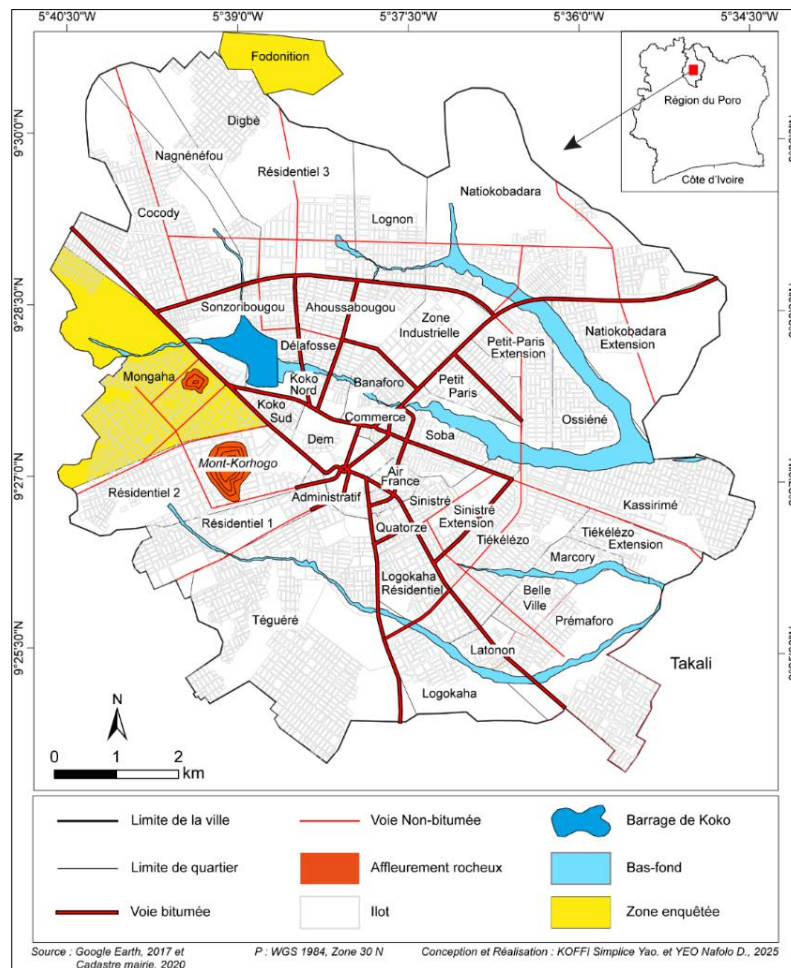 5°40'30"W
5°39'0"W
5°37'30"W
5°36'0"W
5°34'30"W
Fodonition
Région du Poro
Côte d'Ivoire
9°30'0"N
Digbè
Nagnénéfou
Résidentiel 3
Natiokobadara
Cocody
Lognon
9°28'30"N
Sonzoribougou
Ahoussabougou
Zone
Industrielle
Natiokobadara
Extension
Délafosse
Petit-Paris
Extension
Mongaha
Koko
Nord
Banaforo
Petit
Paris
Koko
Sud
Commerce
Ossiéné
Dem
Soba
9°27'0"N
Mont-Korhogo
Air
France
Résidentiel 2
Administratif
Sinistré
Sinistré
Extension
Kassirimé
Résidentiel 1
Quatorze
Tiékélézo
Tiékélézo
Extension
Marcory
Logokaha
Résidentiel
Belle
Ville
Téguéré
Prémaforo
9°25'30"N
Latonon
Takali
Logokaha
N
0 1 2
km
Limite de la ville
Voie Non-bitumée
Barrage de Koko
Limite de quartier
Affleurement rocheux
Bas-fond
Voie bitumée
Ilot
Zone enquêtée
Source : Google Earth, 2017 et
Cadastre mairie, 2020
P : WGS 1984, Zone 30 N
Conception et Réalisation : KOFFI Simplice Yao. et YEO Nafolo D., 2025